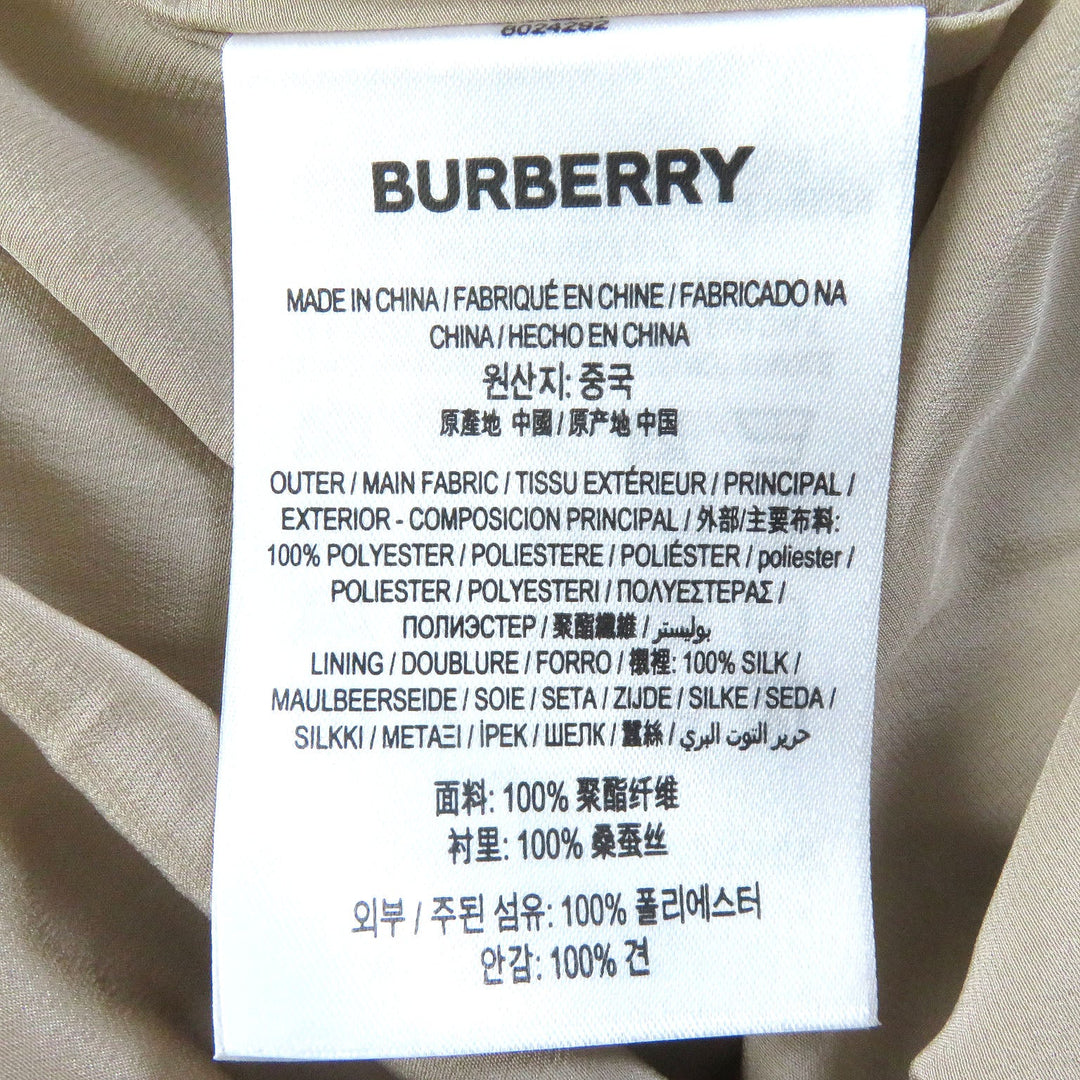 8024292
BURBERRY
MADE IN CHINA / FABRIQUÉ EN CHINE / FABRICADO NA
CHINA / HECHO EN CHINA
원산지: 중국
原產地 中國 / 原产地 中国
OUTER / MAIN FABRIC / TISSU EXTÉRIEUR / PRINCIPAL /
EXTERIOR - COMPOSICION PRINCIPAL / 外部/主要布料:
100% POLYESTER / POLIESTERE / POLIÉSTER / poliester /
POLIESTER / POLYESTERI / ΠΟΛΥΕΣΤΕΡΑΣ /
ПОЛИЭСТЕР / 聚酯纖維 / بوليستر
LINING / DOUBLURE / FORRO / 襯裡: 100% SILK /
MAULBEERSEIDE / SOIE / SETA / ZIJDE / SILKE / SEDA /
SILKKI / ΜΕΤΑΞΙ / İPEK / ШЕЛК / 蠶絲 / حرير التوت البري
面料: 100% 聚酯纤维
衬里: 100% 桑蚕丝
외부 / 주된 섬유: 100% 폴리에스터
안감: 100% 견